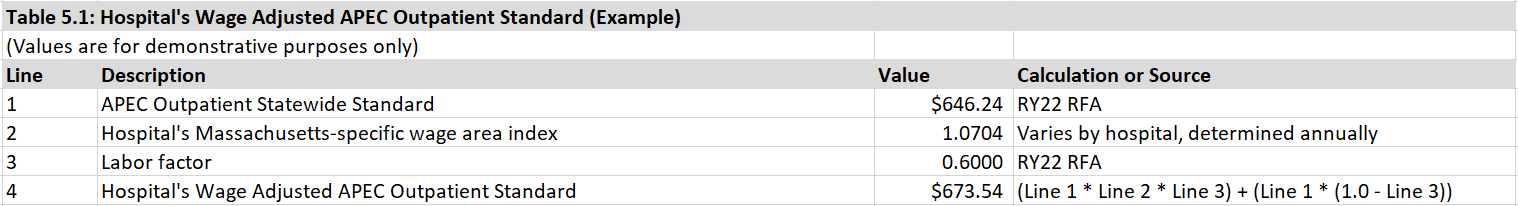 Table 5.1: Hospital's Wage Adjusted APEC Outpatient Standard (Example)
(Values are for demonstrative purposes only)
Line Description Value Calculation or Source
1 APEC Outpatient Statewide Standard $646.24 RY22 RFA
2 Hospital's Massachusetts-specific wage area index 1.0704 Varies by hospital, determined annually
3 Labor factor 0.6000 RY22 RFA
4 Hospital's Wage Adjusted APEC Outpatient Standard $673.54 (Line 1 * Line 2 * Line 3) + (Line 1 * (1.0 - Line 3))